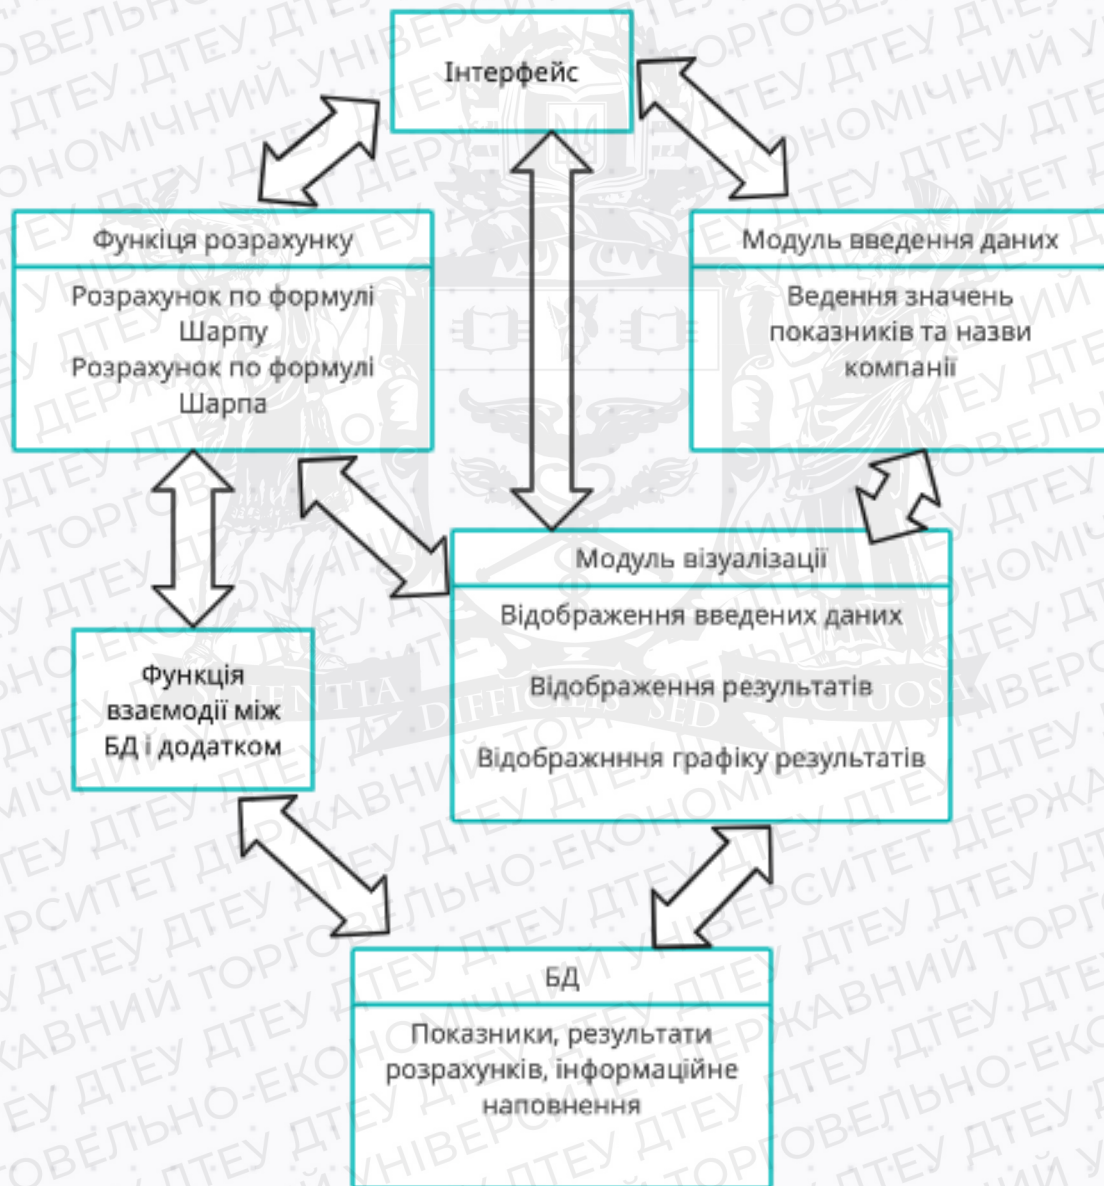 Інтерфейс
Функіця розрахунку
Розрахунок по формулі
Шарпу
Розрахунок по формулі
Шарпа
Модуль введення даних
Ведення значень
показників та назви
компанії
Модуль візуалізації
Відображення введених даних
Відображення результатів
Відображнння графіку результатів
Функція
взаємодії між
БД і додатком
БД
Показники, результати
розрахунків, інформаційне
наповнення